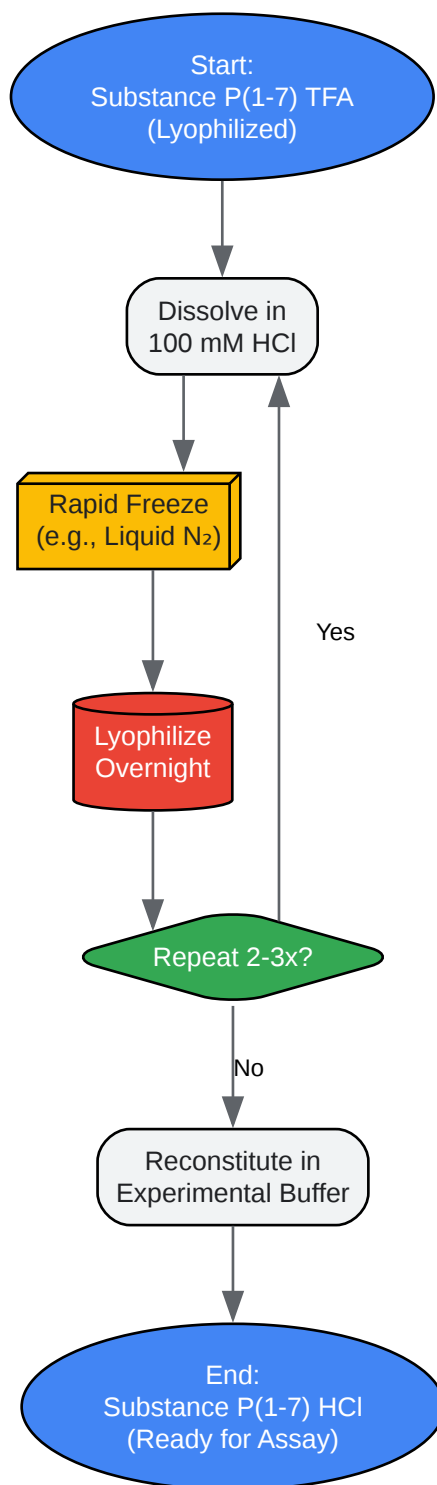 Start:
Substance P(1-7) TFA
(Lyophilized)
Dissolve in
100 mM HCl
Rapid Freeze
(e.g., Liquid N₂)
Yes
Lyophilize
Overnight
Repeat 2-3x?
No
Reconstitute in
Experimental Buffer
End:
Substance P(1-7) HCl
(Ready for Assay)